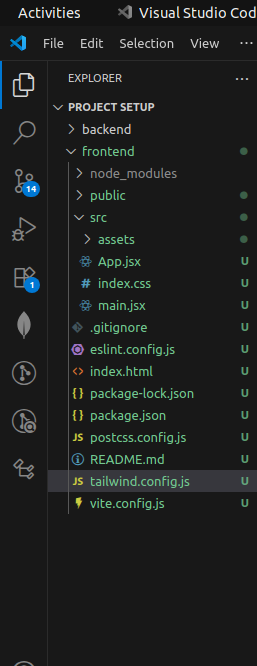 Activities Visual Studio Cod
File Edit Selection View ...
EXPLORER ...
PROJECT SETUP
backend
frontend
node_modules
public
src
assets
App.jsx U
# index.css U
main.jsx U
.gitignore U
eslint.config.js U
<> index.html U
{} package-lock.json U
{} package.json U
JS postcss.config.js U
README.md U
JS tailwind.config.js U
vite.config.js U
14
1